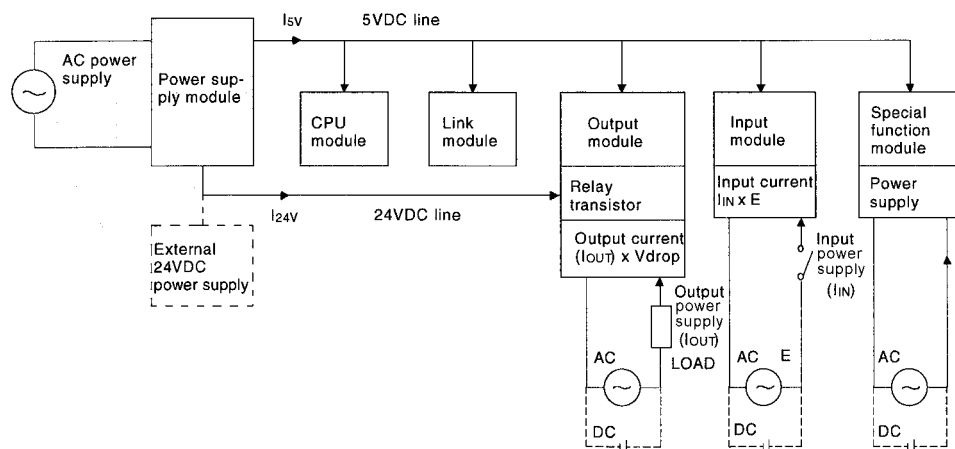 I5V
5VDC line
AC power
supply
Power sup-
ply module
CPU
module
Link
module
Output
module
Input
module
Special
function
module
Relay
transistor
Input current
IIN x E
Power
supply
I24V
24VDC line
External
24VDC
power supply
Output current
(IOUT) x Vdrop
Input
power
supply
(IIN)
Output
power
supply
(IOUT)
LOAD
AC
AC
E
AC
DC
DC
DC